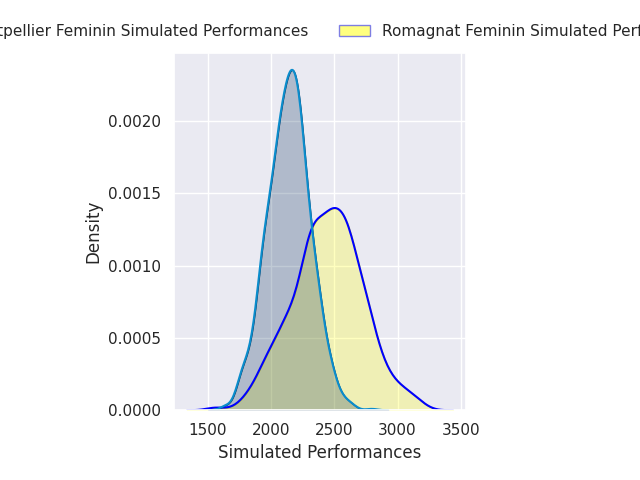 tpellier Feminin Simulated Performances
Romagnat Feminin Simulated Perf
0.0020
0.0015
0.0010
0.0005
0.0000
Density
1500 2000 2500 3000 3500
Simulated Performances